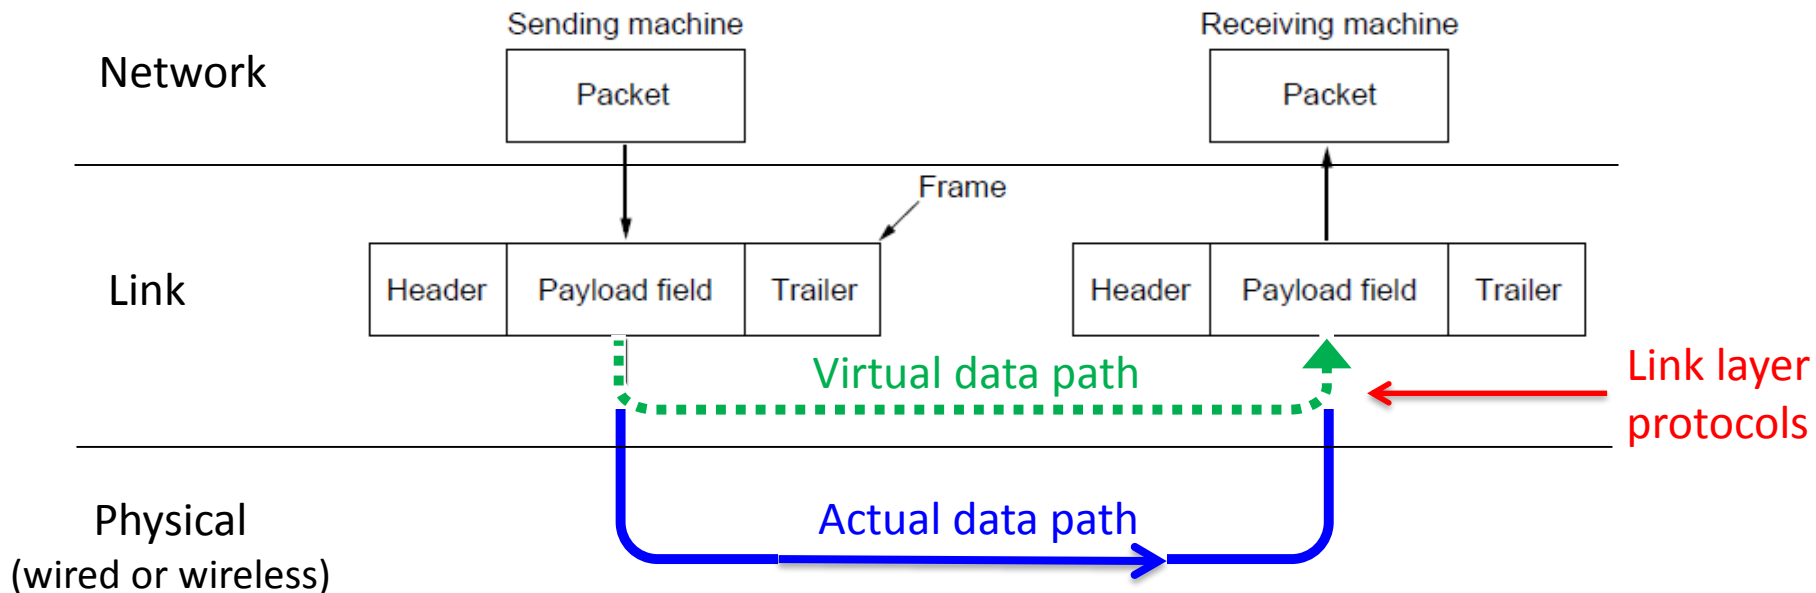 Sending machine
Receiving machine
Network
Packet
Packet
Frame
Link
Header
Payload field
Trailer
Header
Payload field
Trailer
Virtual data path
Link layer
protocols
Actual data path
Physical
(wired or wireless)